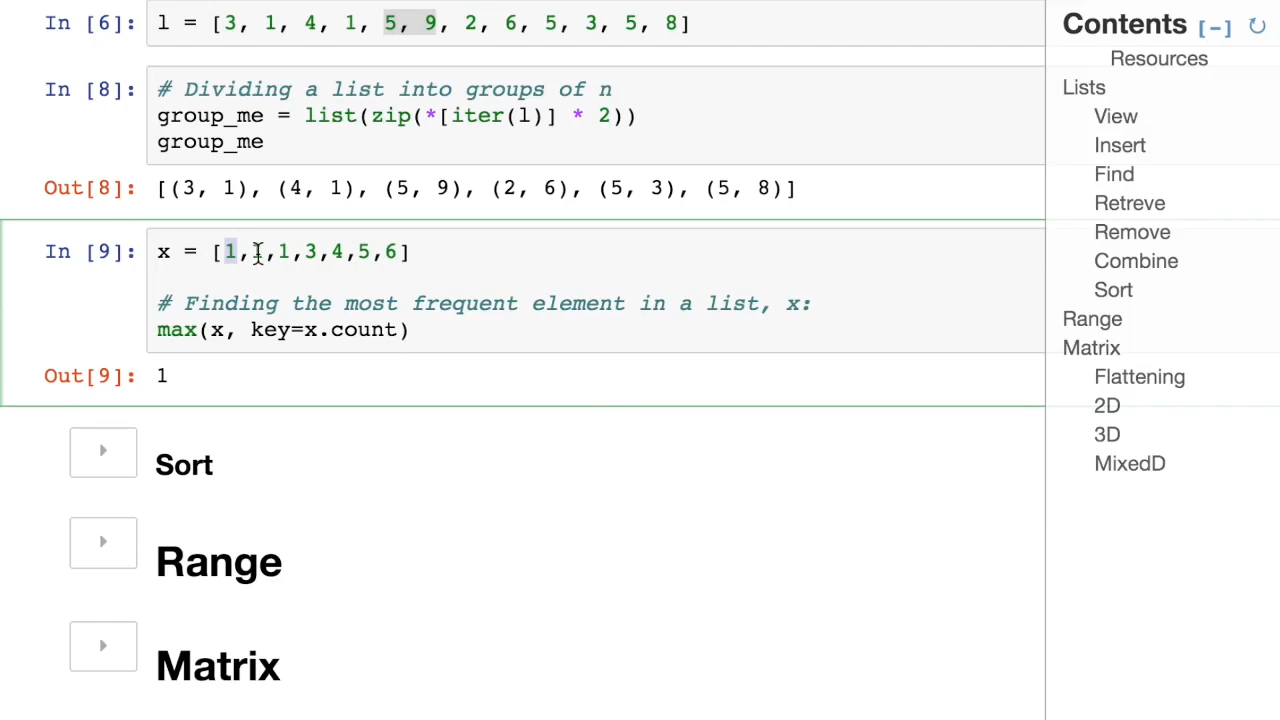 In [6]: l = [3, 1, 4, 1, 5, 9, 2, 6, 5, 3, 5, 8]
In [8]: # Dividing a list into groups of n
group_me = list(zip(*[iter(l)] * 2))
group_me
Out[8]: [(3, 1), (4, 1), (5, 9), (2, 6), (5, 3), (5, 8)]
In [9]: x = [1,1,1,3,4,5,6]
# Finding the most frequent element in a list, x:
max(x, key=x.count)
Out[9]: 1
Sort
Range
Matrix
Contents [-] ↻
Resources
Lists
View
Insert
Find
Retreve
Remove
Combine
Sort
Range
Matrix
Flattening
2D
3D
MixedD